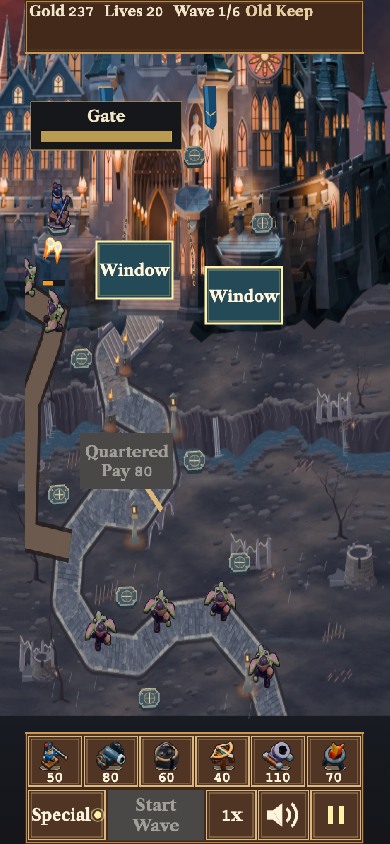 Gold 237 Lives 20 Wave 1/6 Old Keep
Gate
Window
Window
Quartered
Pay 80
50 80 60 40 110 70
Special
Start
Wave
1x